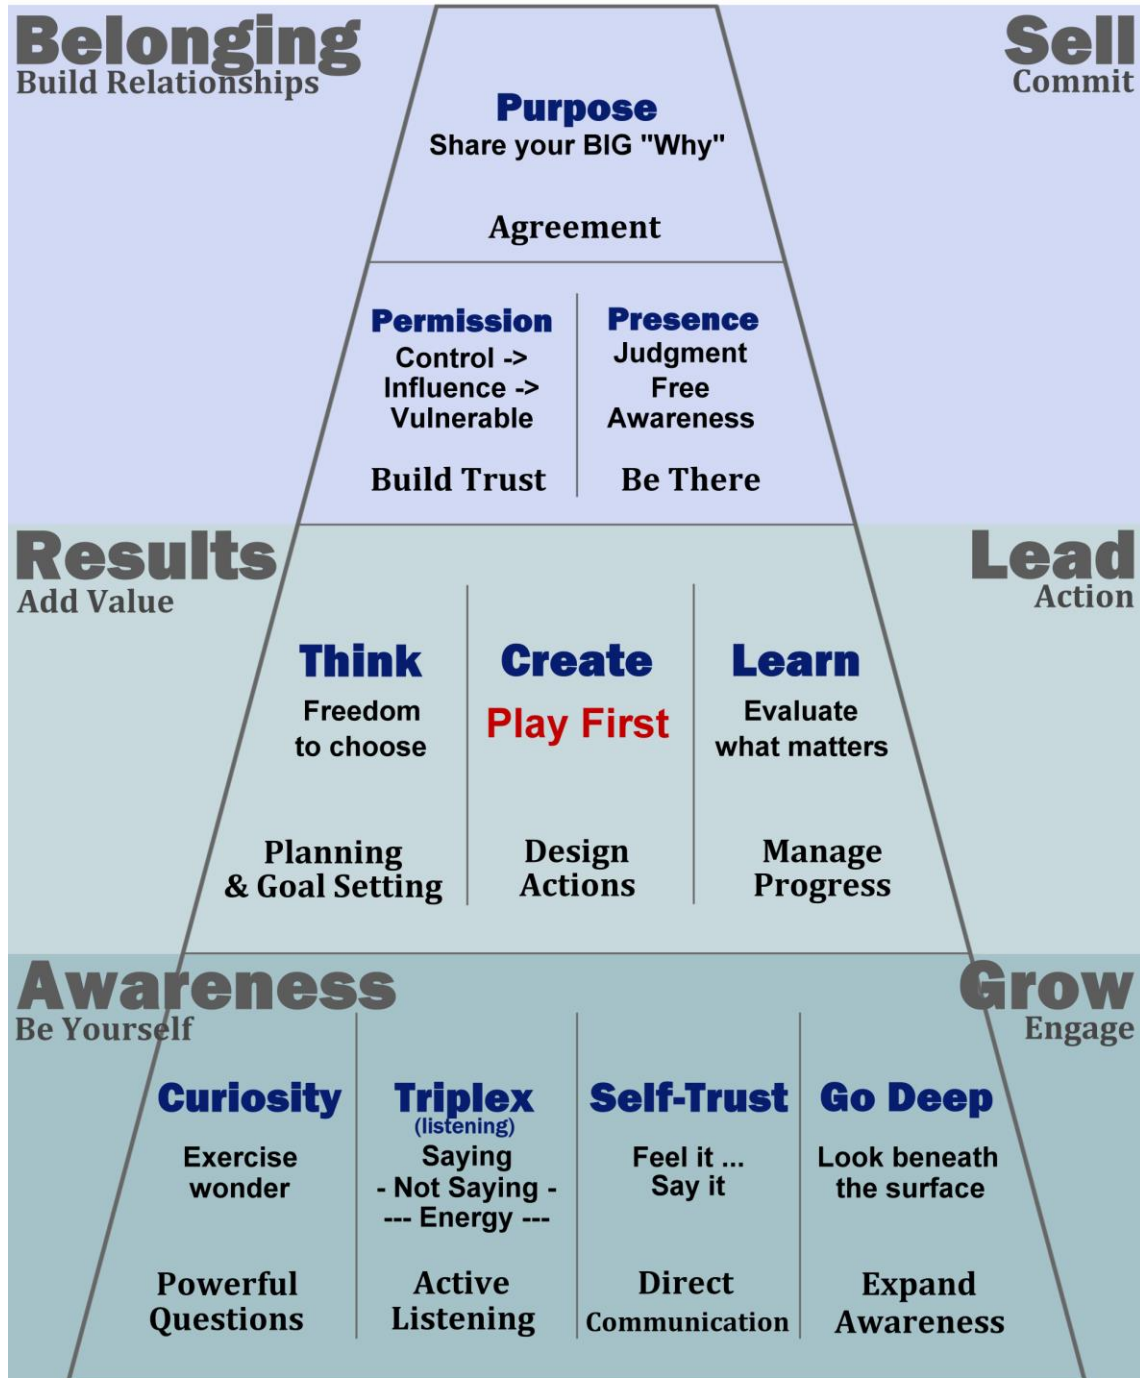 Belonging
Build Relationships
Sell
Commit
Purpose
Share your BIG "Why"
Agreement
Permission
Control ->
Influence ->
Vulnerable
Build Trust
Presence
Judgment
Free
Awareness
Be There
Results
Add Value
Lead
Action
Think
Freedom
to choose
Planning
& Goal Setting
Create
Play First
Design
Actions
Learn
Evaluate
what matters
Manage
Progress
Awareness
Be Yourself
Grow
Engage
Curiosity
Exercise
wonder
Powerful
Questions
Triplex
(listening)
Saying
- Not Saying -
--- Energy ---
Active
Listening
Self-Trust
Feel it ...
Say it
Direct
Communication
Go Deep
Look beneath
the surface
Expand
Awareness